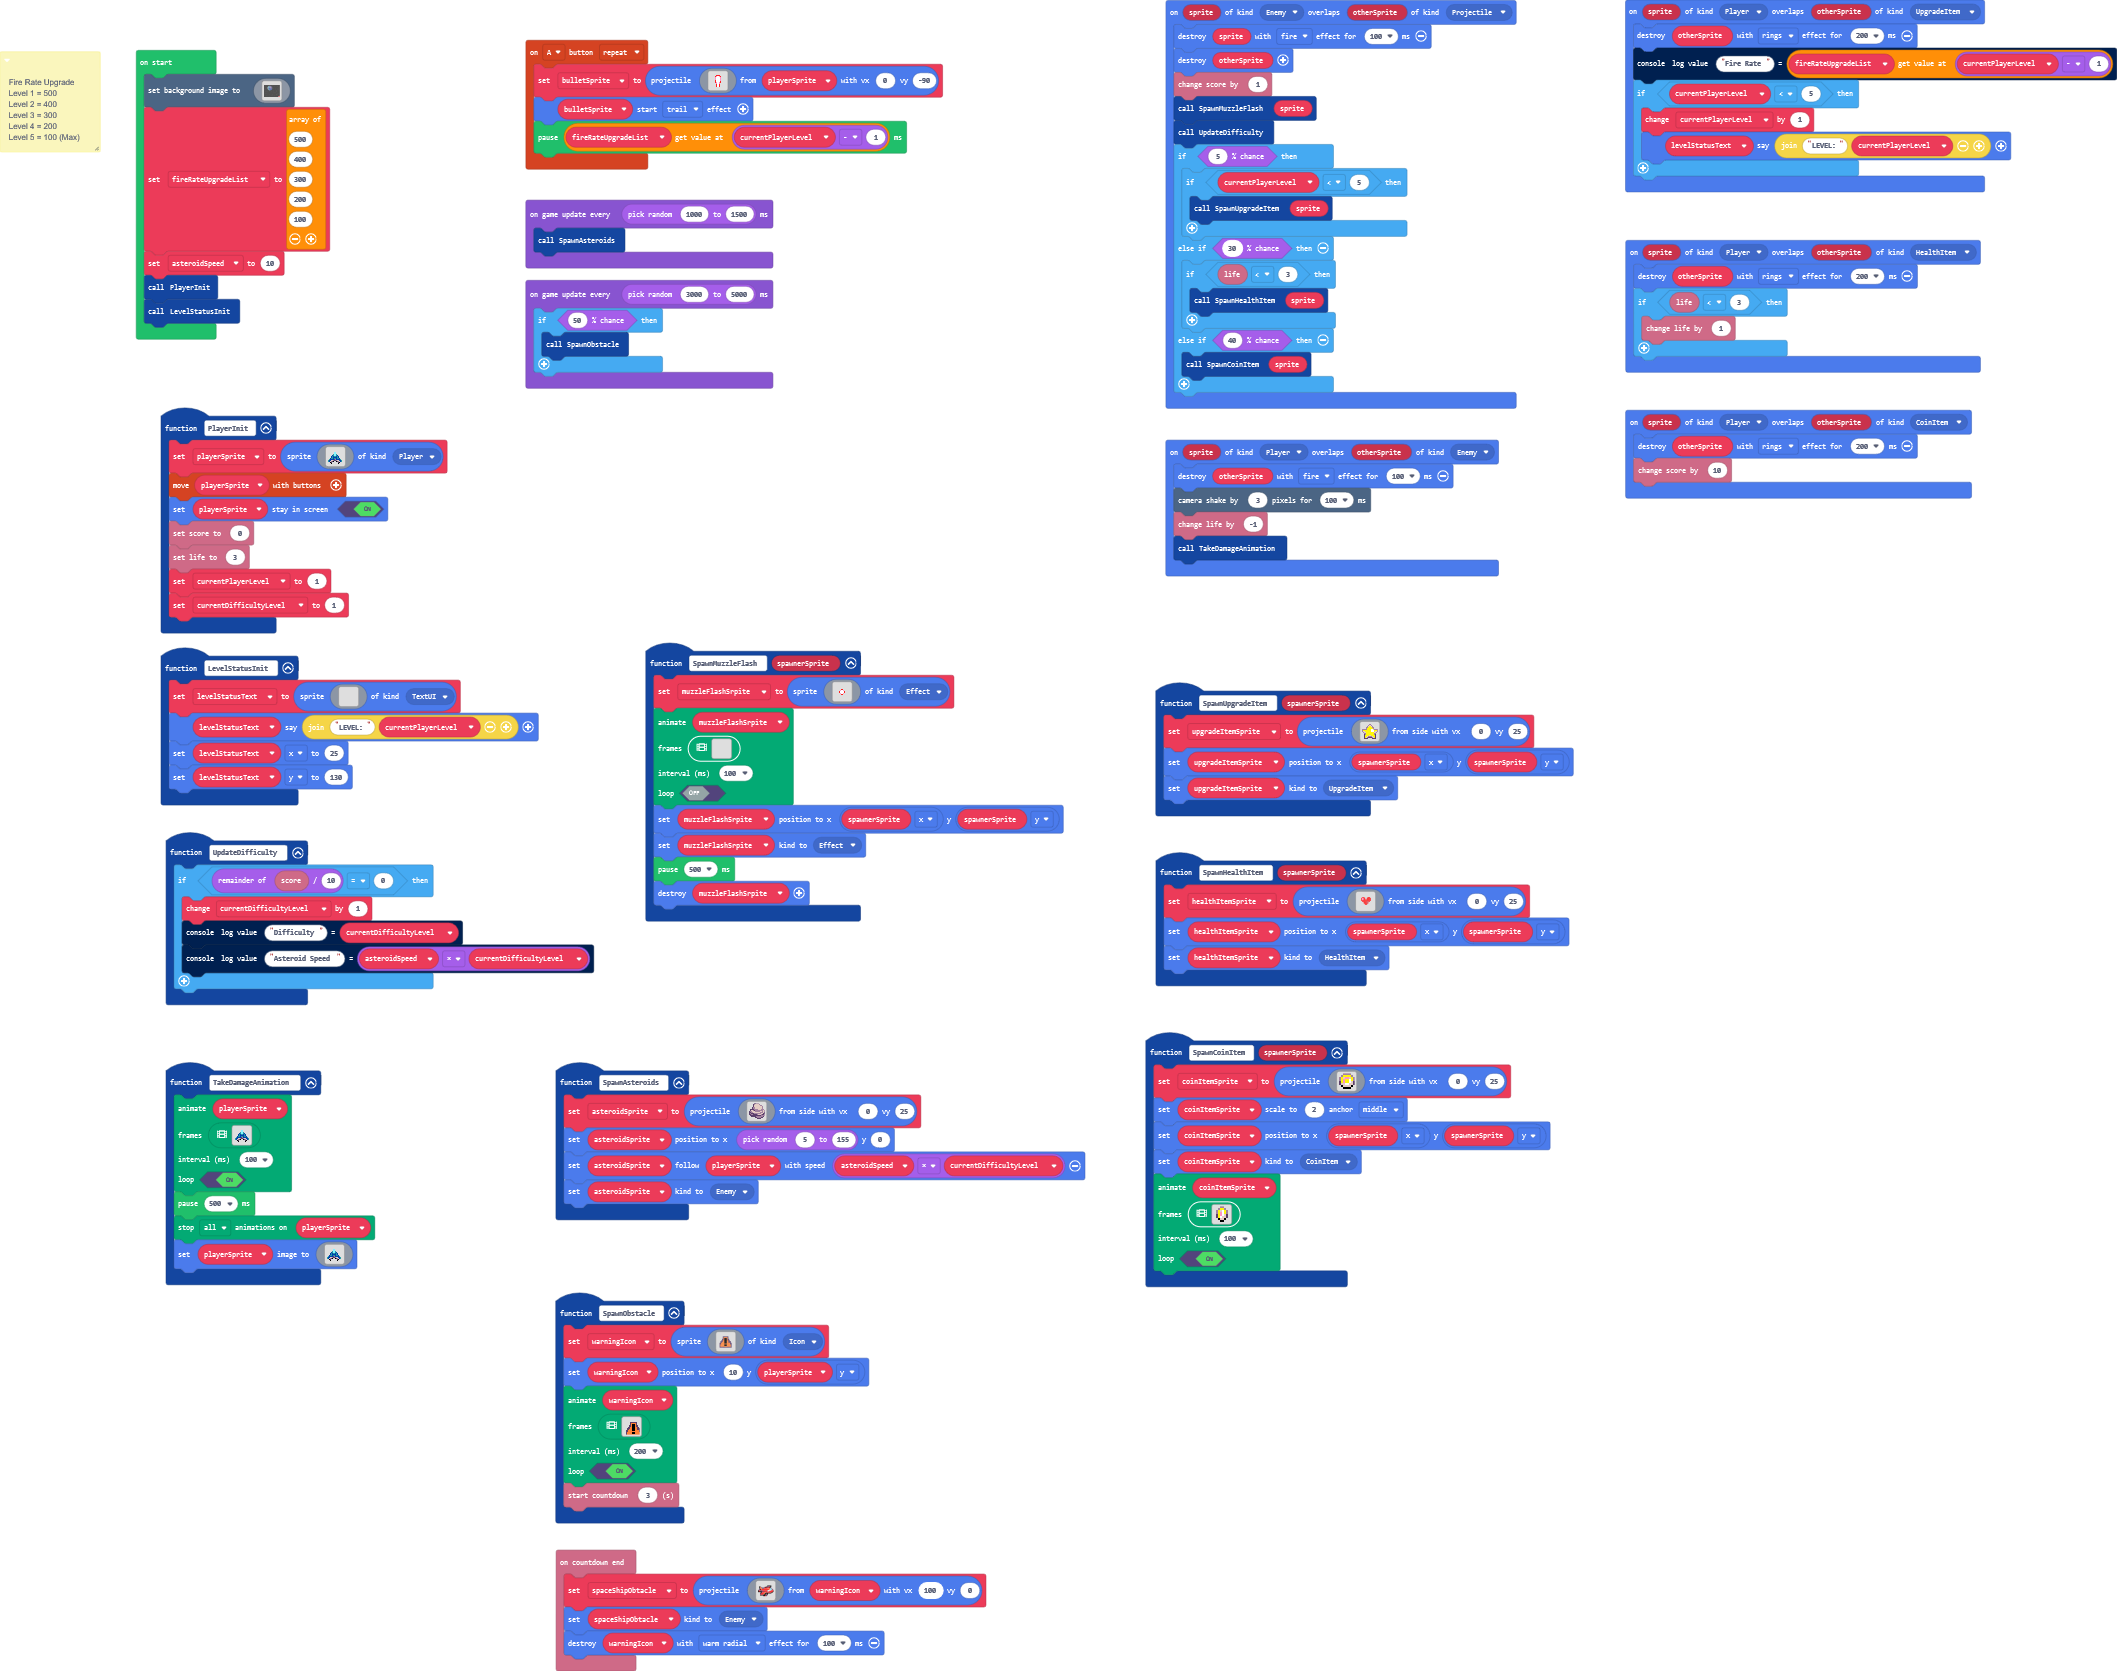 Fire Rate Upgrade
Level 1 = 500
Level 2 = 400
Level 3 = 300
Level 4 = 200
Level 5 = 100 (Max)
on start
set background image to
array of
500
400
set fireRateUpgradeList to 300
200
100
set asteroidSpeed to 10
call PlayerInit
call LevelStatusInit
on A button repeat
set bulletSprite to projectile from playerSprite with vx 0 vy -90
bulletSprite start trail effect
pause fireRateUpgradeList get value at currentPlayerLevel - 1 ms
on game update every pick random 1000 to 1500 ms
call SpawnAsteroids
on game update every pick random 3000 to 5000 ms
if 50 % chance then
call SpawnObstacle
on sprite of kind Enemy overlaps otherSprite of kind Projectile
destroy sprite with fire effect for 100 ms
destroy otherSprite
change score by 1
call SpawnMuzzleFlash sprite
call UpdateDifficulty
if 5 % chance then
if currentPlayerLevel < 5 then
call SpawnUpgradeItem sprite
else if 30 % chance then
if life < 3 then
call SpawnHealthItem sprite
else if 40 % chance then
call SpawnCoinItem sprite
on sprite of kind Player overlaps otherSprite of kind UpgradeItem
destroy otherSprite with rings effect for 200 ms
console log value "Fire Rate " = fireRateUpgradeList get value at currentPlayerLevel - 1
if currentPlayerLevel < 5 then
change currentPlayerLevel by 1
levelStatusText say join "LEVEL: " currentPlayerLevel
on sprite of kind Player overlaps otherSprite of kind HealthItem
destroy otherSprite with rings effect for 200 ms
if life < 3 then
change life by 1
on sprite of kind Player overlaps otherSprite of kind CoinItem
destroy otherSprite with rings effect for 200 ms
change score by 10
on sprite of kind Player overlaps otherSprite of kind Enemy
destroy otherSprite with fire effect for 100 ms
camera shake by 3 pixels for 100 ms
change life by -1
call TakeDamageAnimation
function PlayerInit
set playerSprite to sprite of kind Player
move playerSprite with buttons
set playerSprite stay in screen ON
set score to 0
set life to 3
set currentPlayerLevel to 1
set currentDifficultyLevel to 1
function LevelStatusInit
set levelStatusText to sprite of kind TextUI
levelStatusText say join "LEVEL: " currentPlayerLevel
set levelStatusText x to 25
set levelStatusText y to 130
function UpdateDifficulty
if remainder of score / 10 = 0 then
change currentDifficultyLevel by 1
console log value "Difficulty " = currentDifficultyLevel
console log value "Asteroid Speed " = asteroidSpeed × currentDifficultyLevel
function SpawnMuzzleFlash spawnerSprite
set muzzleFlashSrpite to sprite of kind Effect
animate muzzleFlashSrpite
frames
interval (ms) 100
loop OFF
set muzzleFlashSrpite position to x spawnerSprite x y spawnerSprite y
set muzzleFlashSrpite kind to Effect
pause 500 ms
destroy muzzleFlashSrpite
function SpawnUpgradeItem spawnerSprite
set upgradeItemSprite to projectile from side with vx 0 vy 25
set upgradeItemSprite position to x spawnerSprite x y spawnerSprite y
set upgradeItemSprite kind to UpgradeItem
function SpawnHealthItem spawnerSprite
set healthItemSrpite to projectile from side with vx 0 vy 25
set healthItemSrpite position to x spawnerSprite x y spawnerSprite y
set healthItemSrpite kind to HealthItem
function SpawnCoinItem spawnerSprite
set coinItemSprite to projectile from side with vx 0 vy 25
set coinItemSprite scale to 2 anchor middle
set coinItemSprite position to x spawnerSprite x y spawnerSprite y
set coinItemSprite kind to CoinItem
animate coinItemSprite
frames
interval (ms) 100
loop ON
function TakeDamageAnimation
animate playerSprite
frames
interval (ms) 100
loop ON
pause 500 ms
stop all animations on playerSprite
set playerSprite image to
function SpawnAsteroids
set asteroidSprite to projectile from side with vx 0 vy 25
set asteroidSprite position to x pick random 5 to 155 y 0
set asteroidSprite follow playerSprite with speed asteroidSpeed × currentDifficultyLevel
set asteroidSprite kind to Enemy
function SpawnObstacle
set warningIcon to sprite of kind Icon
set warningIcon position to x 10 y playerSprite y
animate warningIcon
frames
interval (ms) 200
loop ON
start countdown 3 (s)
on countdown end
set spaceShipObtacle to projectile from warningIcon with vx 100 vy 0
set spaceShipObtacle kind to Enemy
destroy warningIcon with warm radial effect for 100 ms